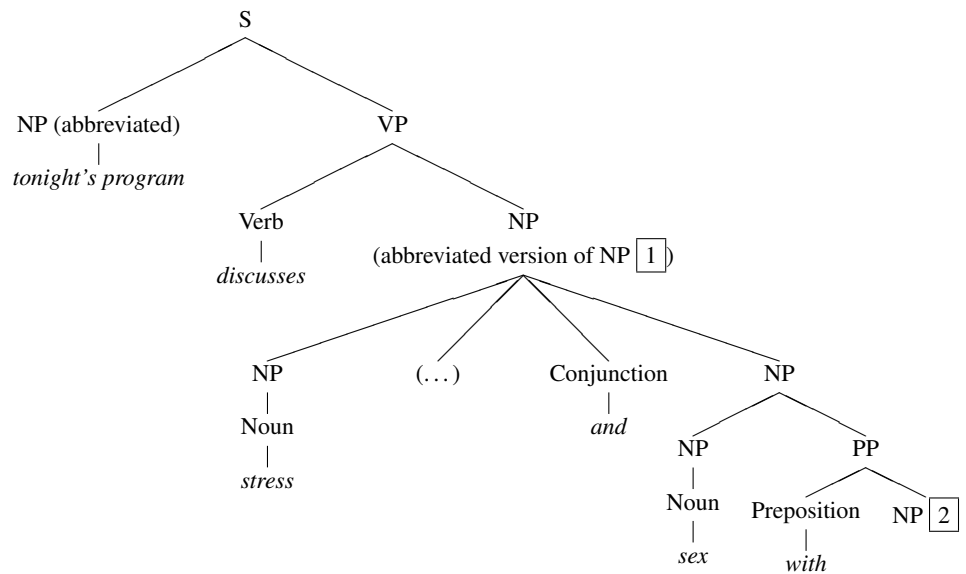 S
NP (abbreviated) VP
tonight's program
Verb NP
discusses (abbreviated version of NP 1)
NP (...) Conjunction NP
Noun and NP PP
stress Noun Preposition NP 2
sex with